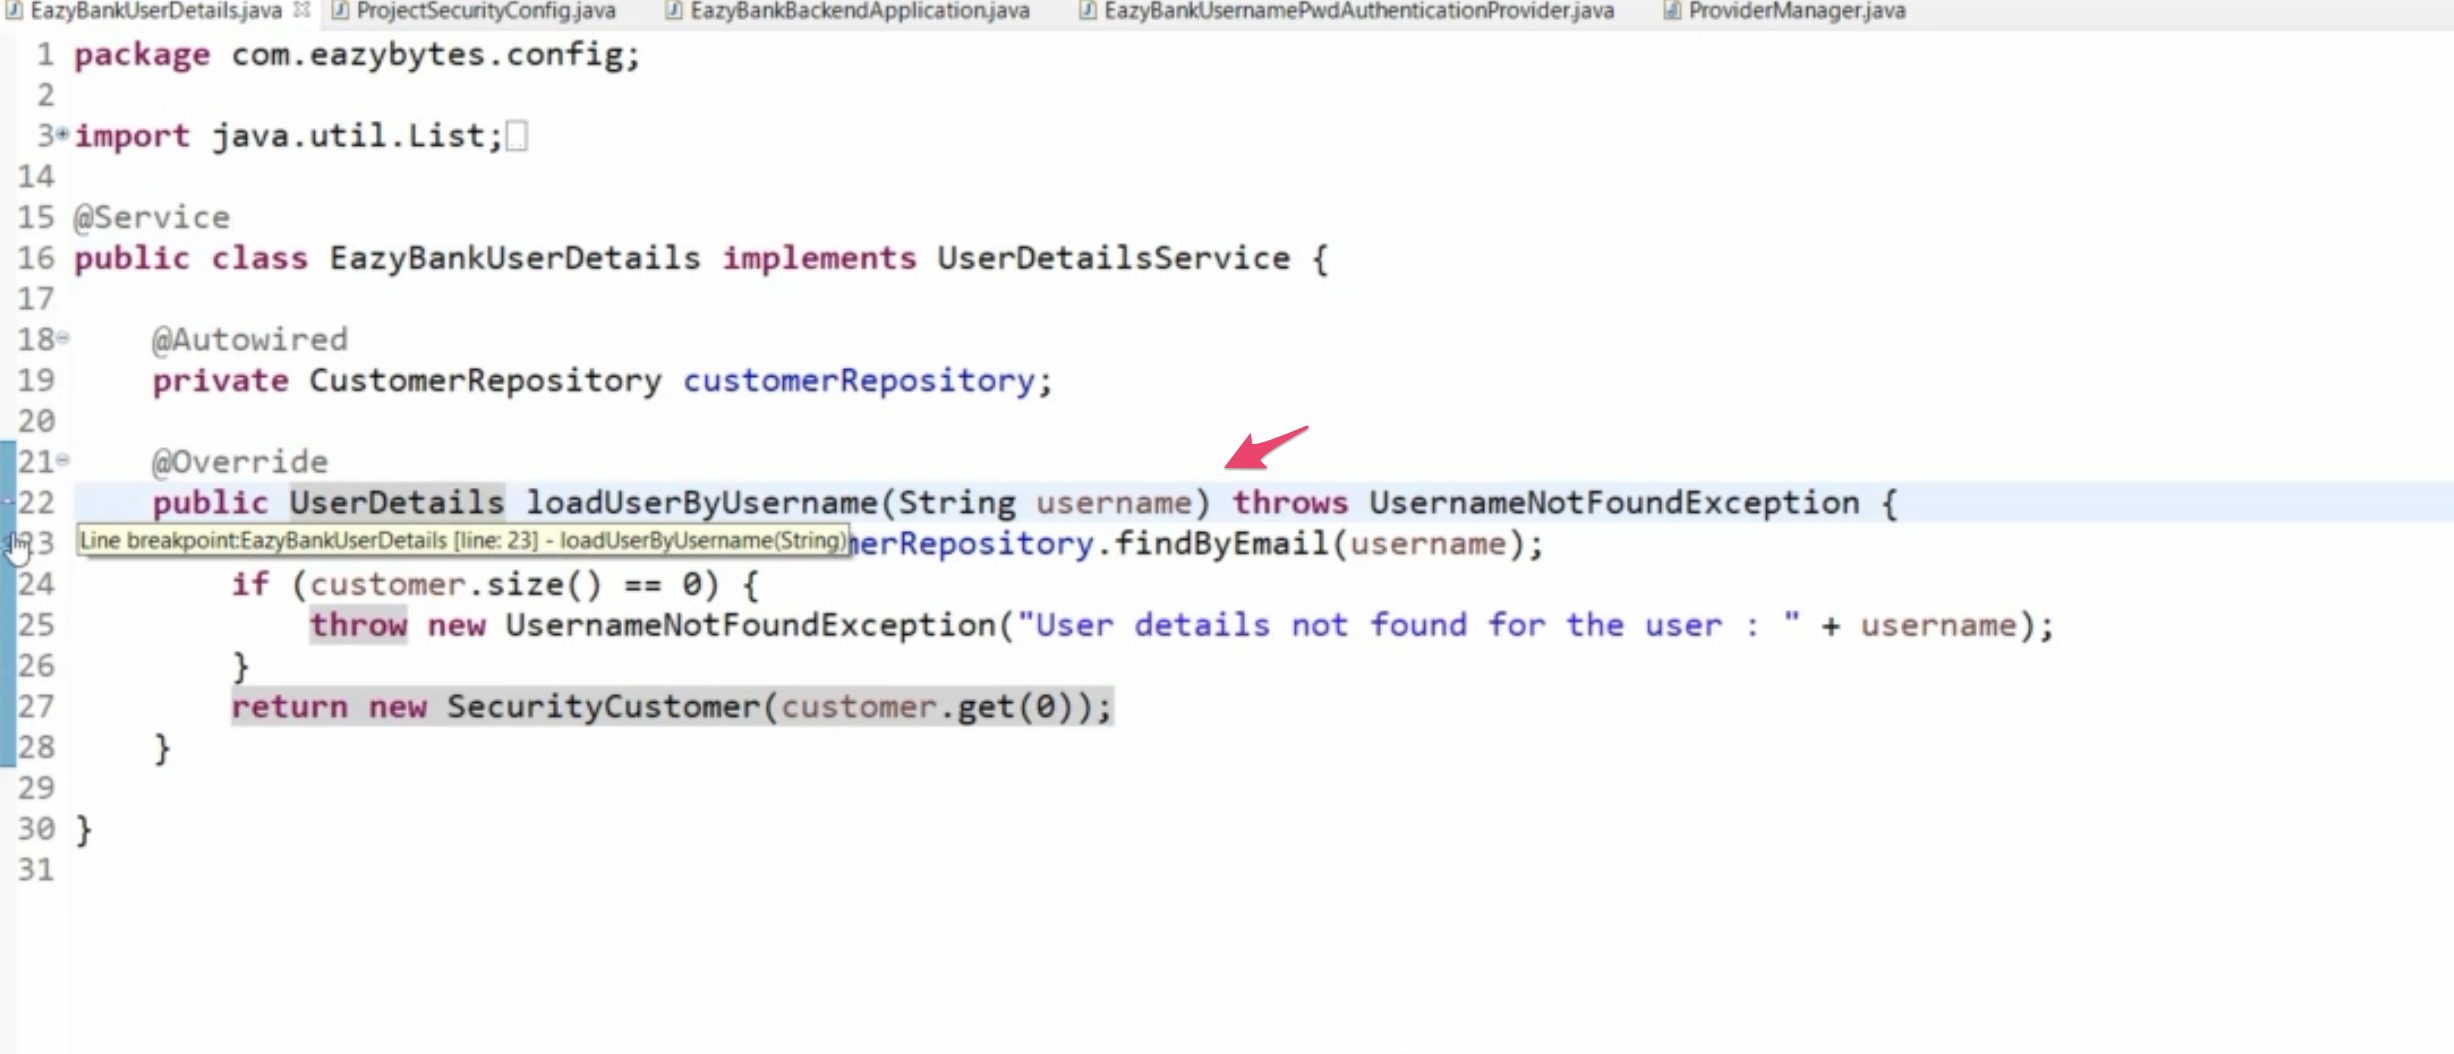 EazyBankUserDetails.java ProjectSecurityConfig.java EazyBankBackendApplication.java EazyBankUsernamePwdAuthenticationProvider.java ProviderManager.java
1 package com.eazybytes.config;
2
3 import java.util.List;
14
15 @Service
16 public class EazyBankUserDetails implements UserDetailsService {
17
18 @Autowired
19 private CustomerRepository customerRepository;
20
21 @Override
22 public UserDetails loadUserByUsername(String username) throws UsernameNotFoundException {
23 Line breakpoint:EazyBankUserDetails [line: 23] - loadUserByUsername(String) erRepository.findByEmail(username);
24 if (customer.size() == 0) {
25 throw new UsernameNotFoundException("User details not found for the user : " + username);
26 }
27 return new SecurityCustomer(customer.get(0));
28 }
29
30 }
31